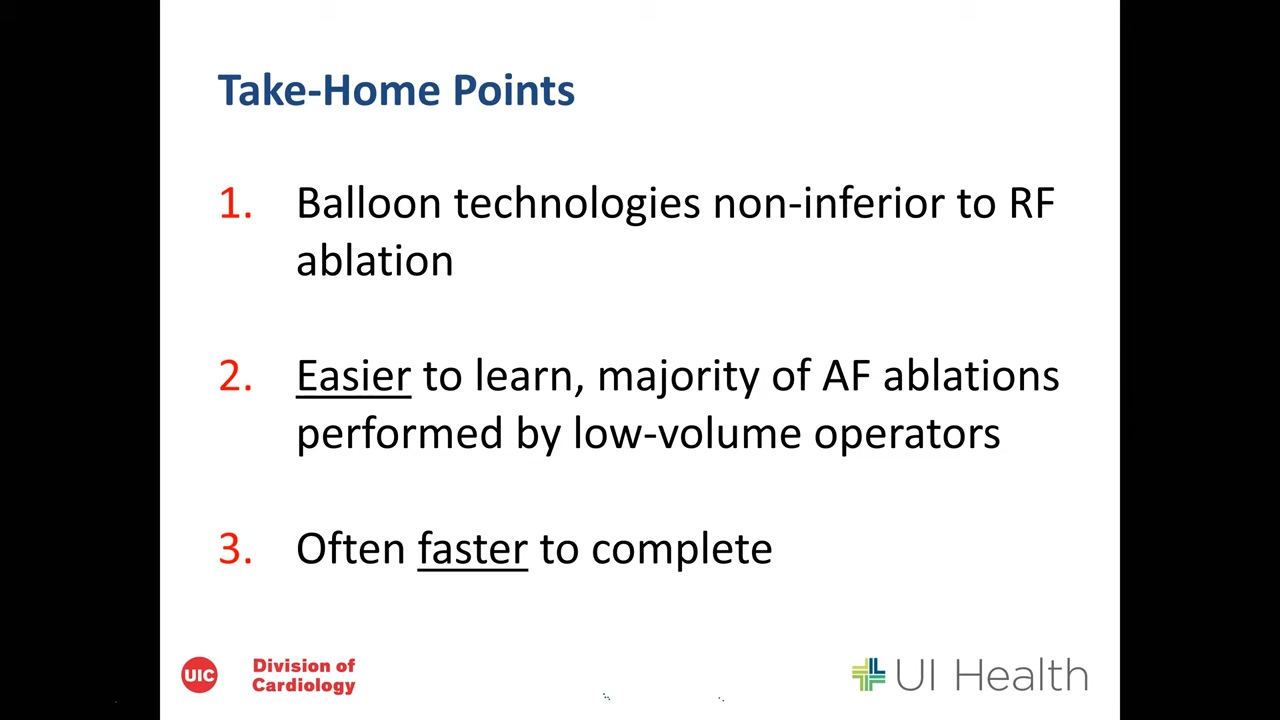 Take-Home Points
1. Balloon technologies non-inferior to RF
ablation
2. Easier to learn, majority of AF ablations
performed by low-volume operators
3. Often faster to complete
UIC
Division of
Cardiology
UI Health